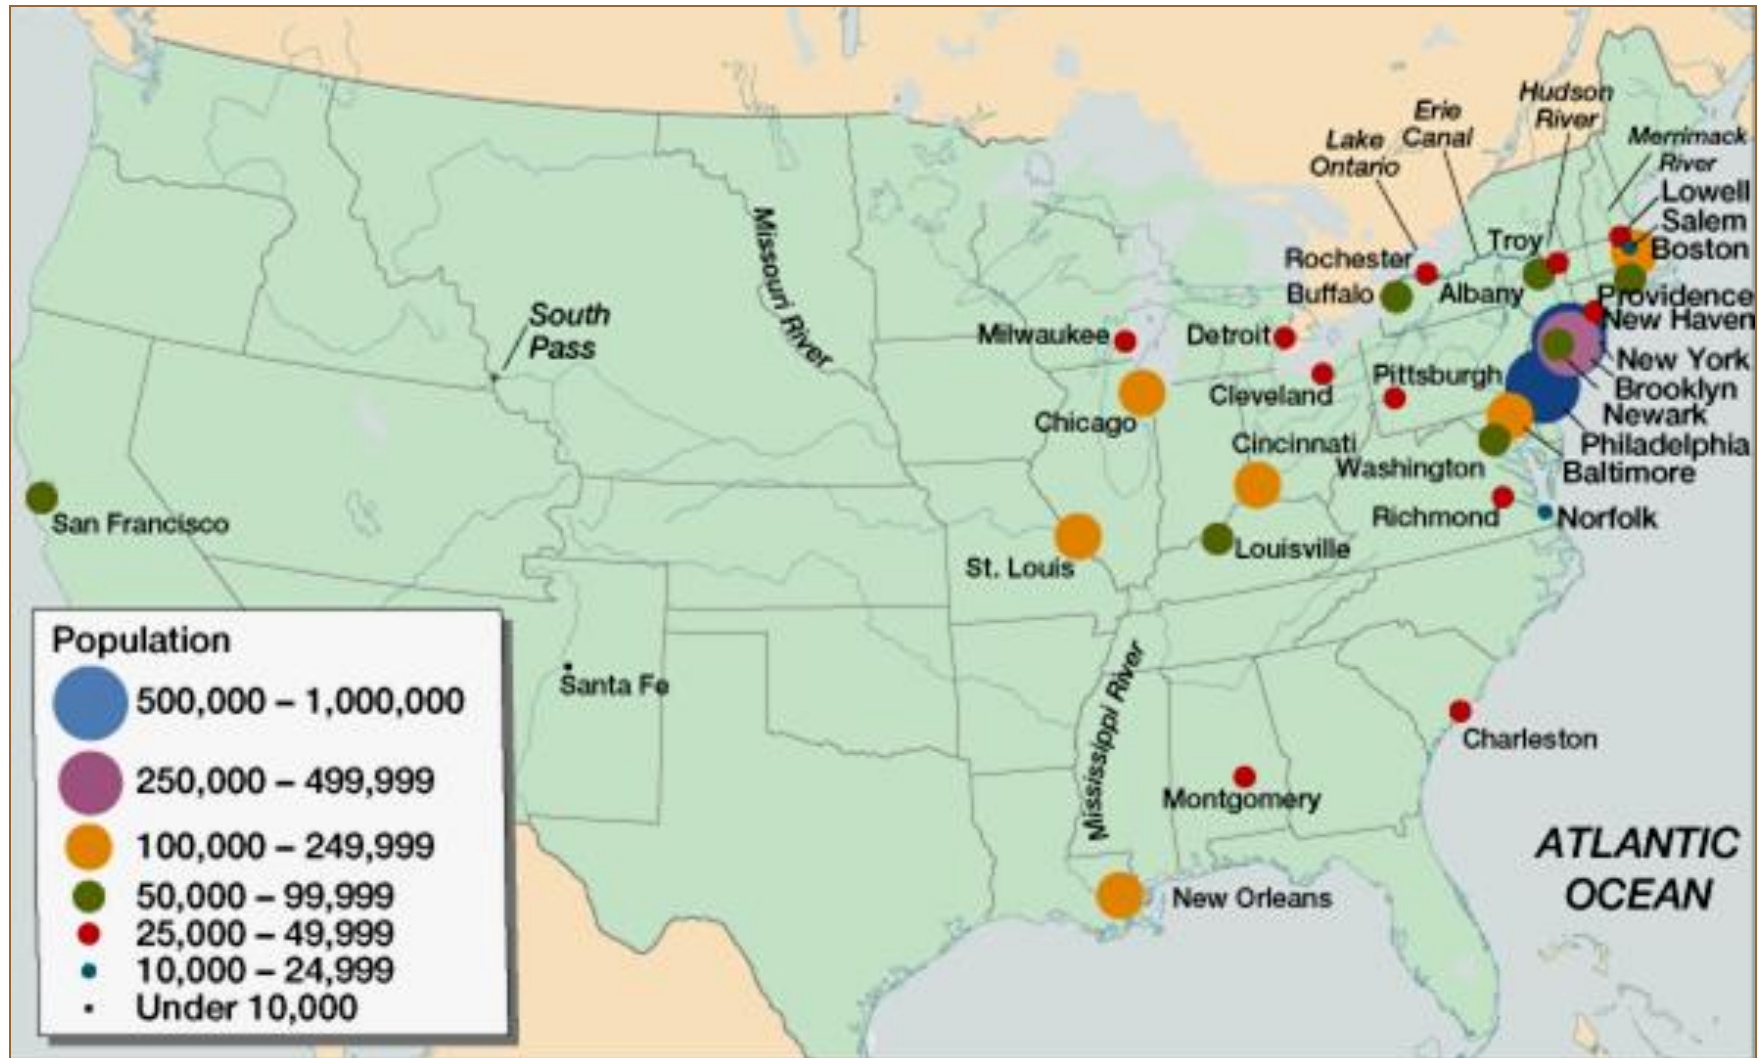 Hudson
River
Erie
Canal
Lake
Ontario
Merrimack
River
Lowell
Salem
Boston
Troy
Rochester
Buffalo
Albany
Providence
New Haven
New York
Brooklyn
Newark
Philadelphia
Baltimore
Missouri River
South
Pass
Milwaukee
Detroit
Pittsburgh
Cleveland
Chicago
Cincinnati
Washington
San Francisco
Richmond
Norfolk
Louisville
St. Louis
Santa Fe
Mississippi River
Charleston
Montgomery
New Orleans
ATLANTIC
OCEAN
Population
500,000 – 1,000,000
250,000 – 499,999
100,000 – 249,999
50,000 – 99,999
25,000 – 49,999
10,000 – 24,999
Under 10,000